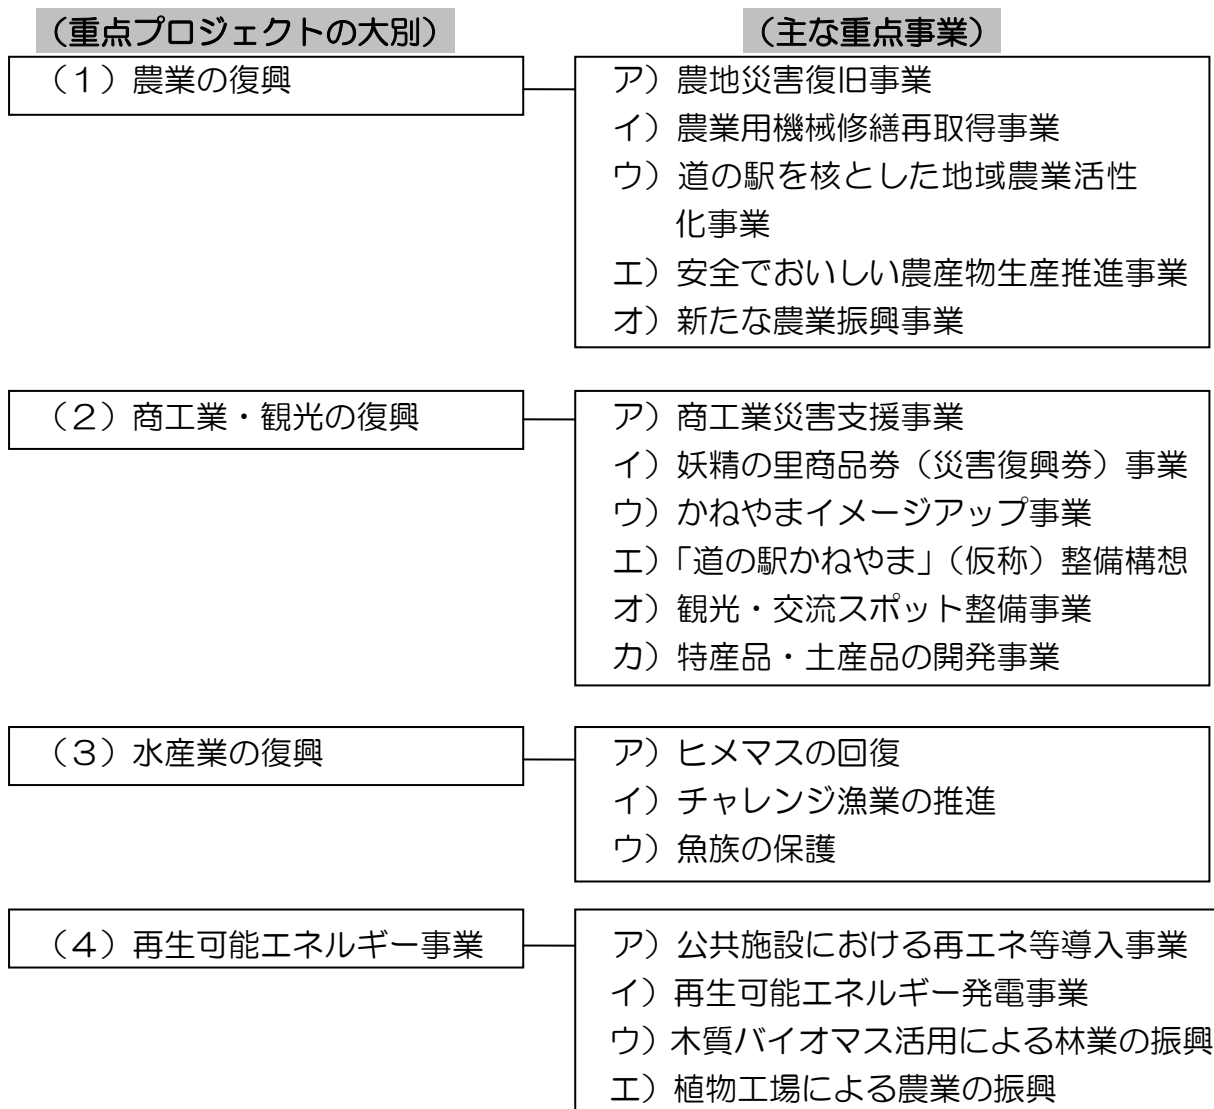 （重点プロジェクトの大別）
（主な重点事業）
（１）農業の復興
ア）農地災害復旧事業
イ）農業用機械修繕再取得事業
ウ）道の駅を核とした地域農業活性
化事業
エ）安全でおいしい農産物生産推進事業
オ）新たな農業振興事業
（２）商工業・観光の復興
ア）商工業災害支援事業
イ）妖精の里商品券（災害復興券）事業
ウ）かねやまイメージアップ事業
エ）「道の駅かねやま」（仮称）整備構想
オ）観光・交流スポット整備事業
カ）特産品・土産品の開発事業
（３）水産業の復興
ア）ヒメマスの回復
イ）チャレンジ漁業の推進
ウ）魚族の保護
（４）再生可能エネルギー事業
ア）公共施設における再エネ等導入事業
イ）再生可能エネルギー発電事業
ウ）木質バイオマス活用による林業の振興
エ）植物工場による農業の振興